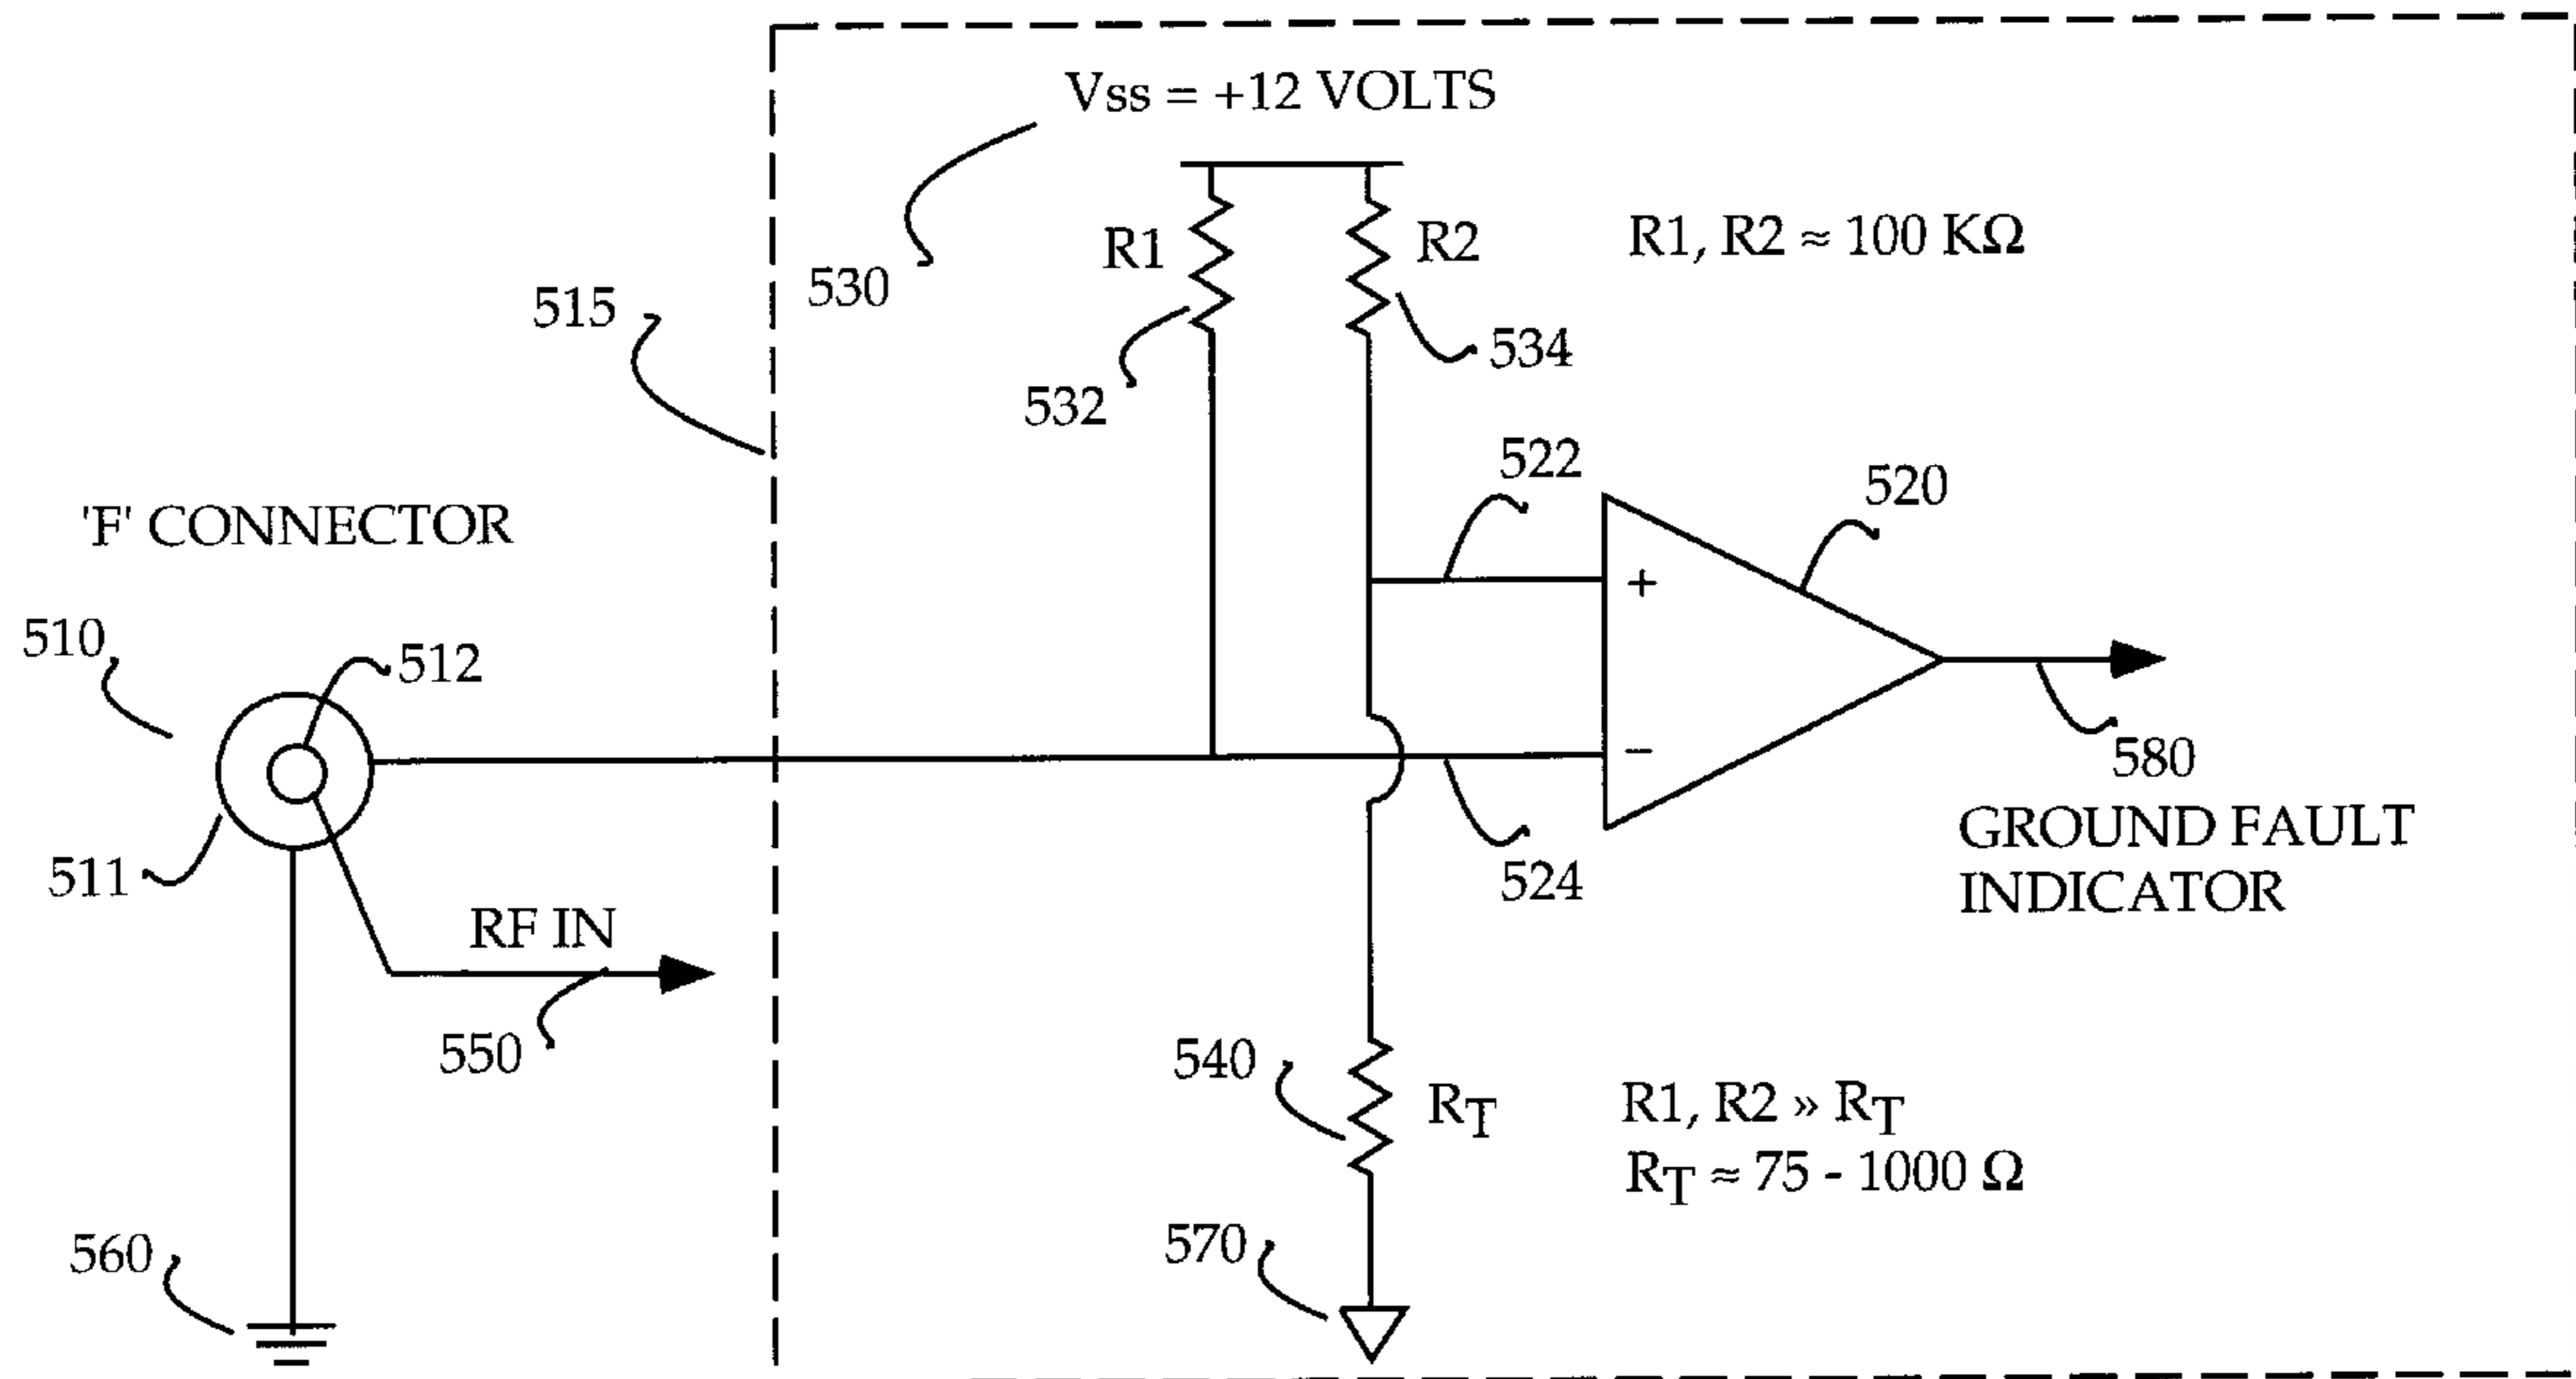 Vss = +12 VOLTS
530
R1
R2
R1, R2 ≈ 100 KΩ
515
532
534
522
520
'F' CONNECTOR
+
510
512
−
580
GROUND FAULT
INDICATOR
511
524
RF IN
550
540
RT
R1, R2 » RT
RT ≈ 75 - 1000 Ω
560
570